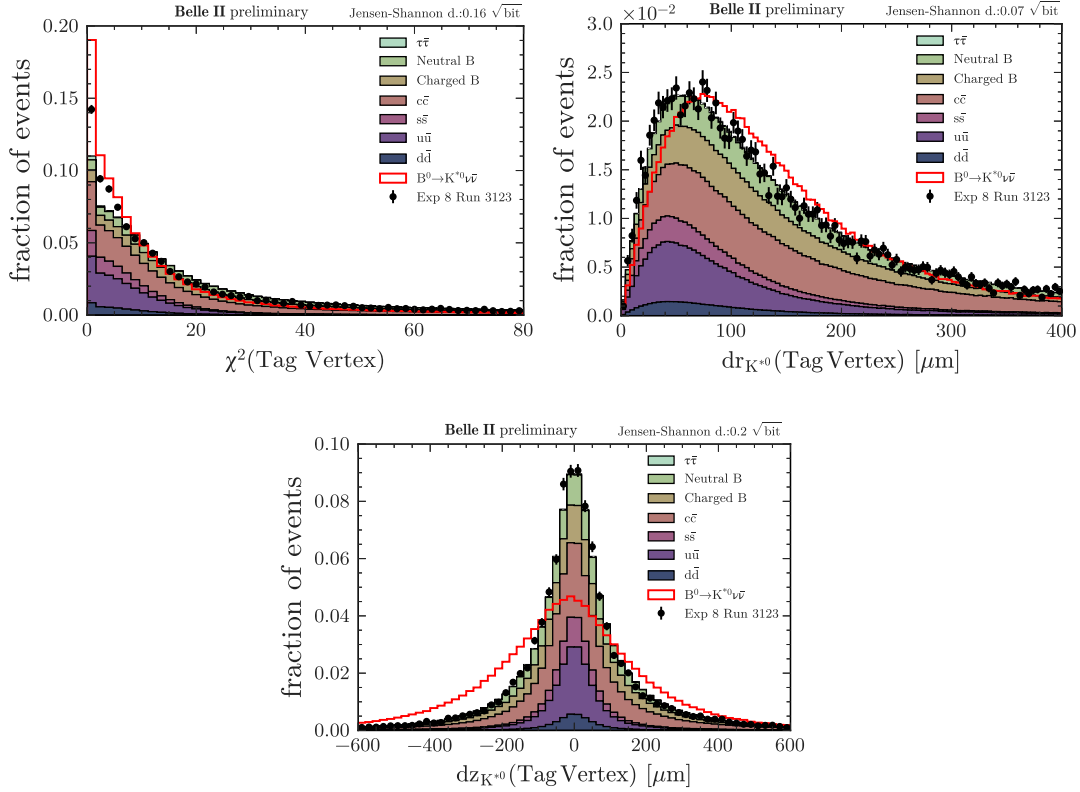 Belle II preliminary
Jensen-Shannon d.:0.16 √bit
fraction of events
0.20
0.15
0.10
0.05
0.00
ττ̄
Neutral B
Charged B
cc̄
ss̄
uū
dd̄
B⁰→K*⁰νν̄
Exp 8 Run 3123
0 20 40 60 80
χ²(Tag Vertex)
Belle II preliminary
Jensen-Shannon d.:0.07 √bit
×10⁻²
fraction of events
3.0
2.5
2.0
1.5
1.0
0.5
0.0
ττ̄
Neutral B
Charged B
cc̄
ss̄
uū
dd̄
B⁰→K*⁰νν̄
Exp 8 Run 3123
0 100 200 300 400
dr_K*⁰(Tag Vertex) [μm]
Belle II preliminary
Jensen-Shannon d.:0.2 √bit
fraction of events
0.10
0.08
0.06
0.04
0.02
0.00
ττ̄
Neutral B
Charged B
cc̄
ss̄
uū
dd̄
B⁰→K*⁰νν̄
Exp 8 Run 3123
−600 −400 −200 0 200 400 600
dz_K*⁰(Tag Vertex) [μm]